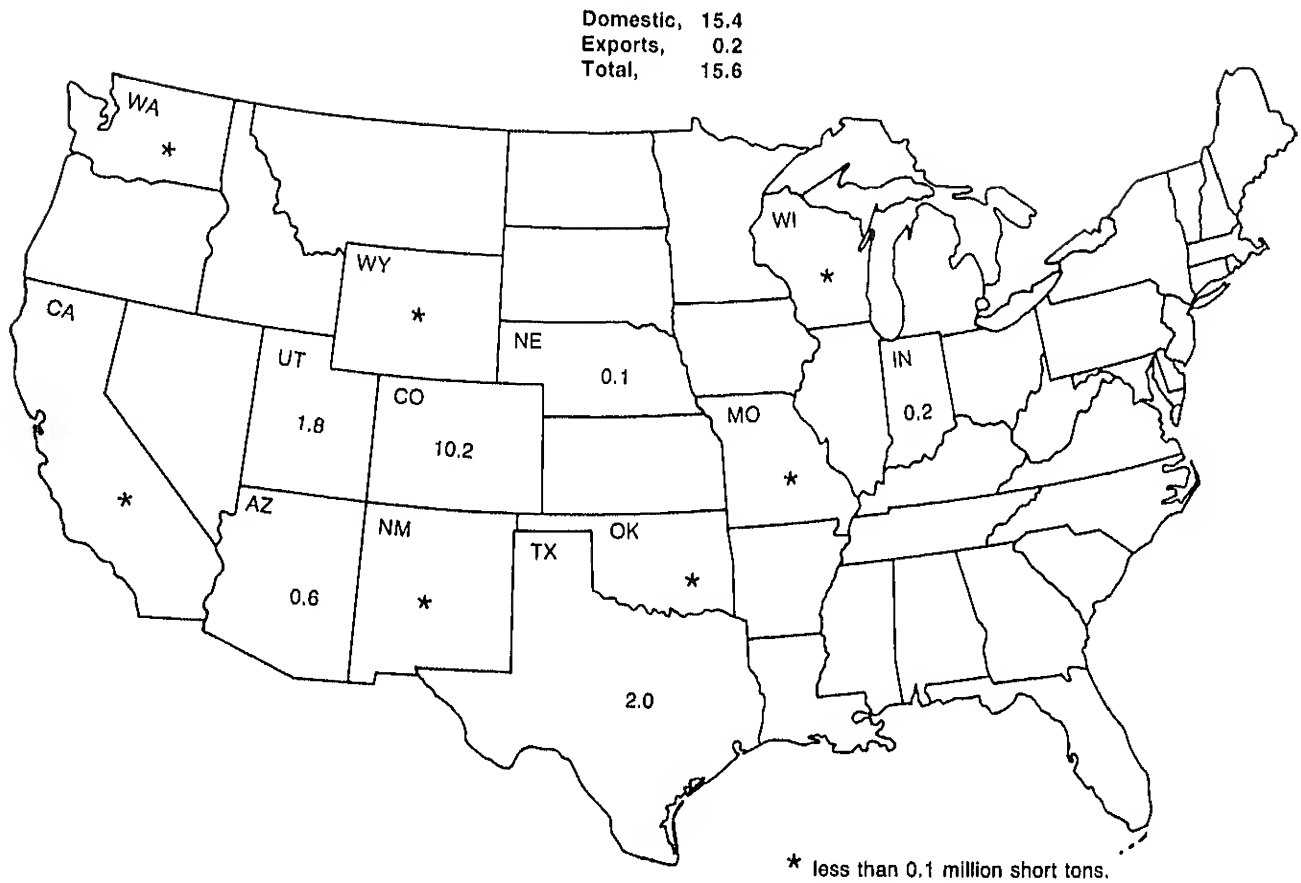 Domestic, 15.4
Exports, 0.2
Total, 15.6
WA
*
WI
*
WY
*
CA
*
NE
0.1
UT
1.8
IN
0.2
CO
10.2
MO
*
AZ
0.6
NM
*
OK
*
TX
2.0
* less than 0.1 million short tons.